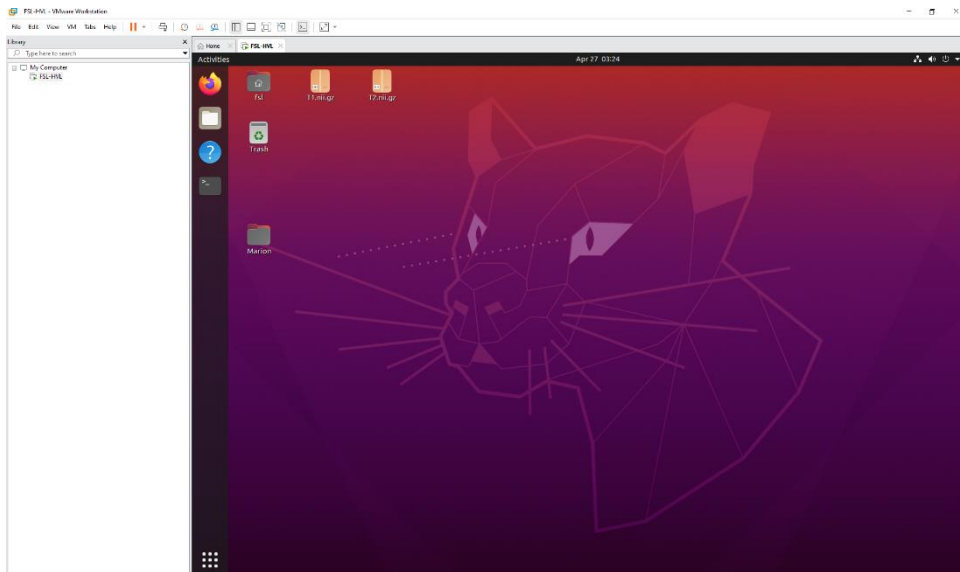 FSL-HVL - VMware Workstation
File Edit View VM Tabs Help
Library
Type here to search
My Computer
FSL-HVL
Home
FSL-HVL
Activities
Apr 27 03:24
fsl
T1.nii.gz
T2.nii.gz
Trash
Marion